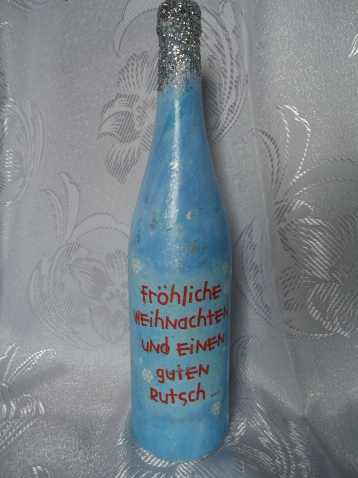 fröhliche
WEihnachten
und EinEn
guten
Rutsch ...